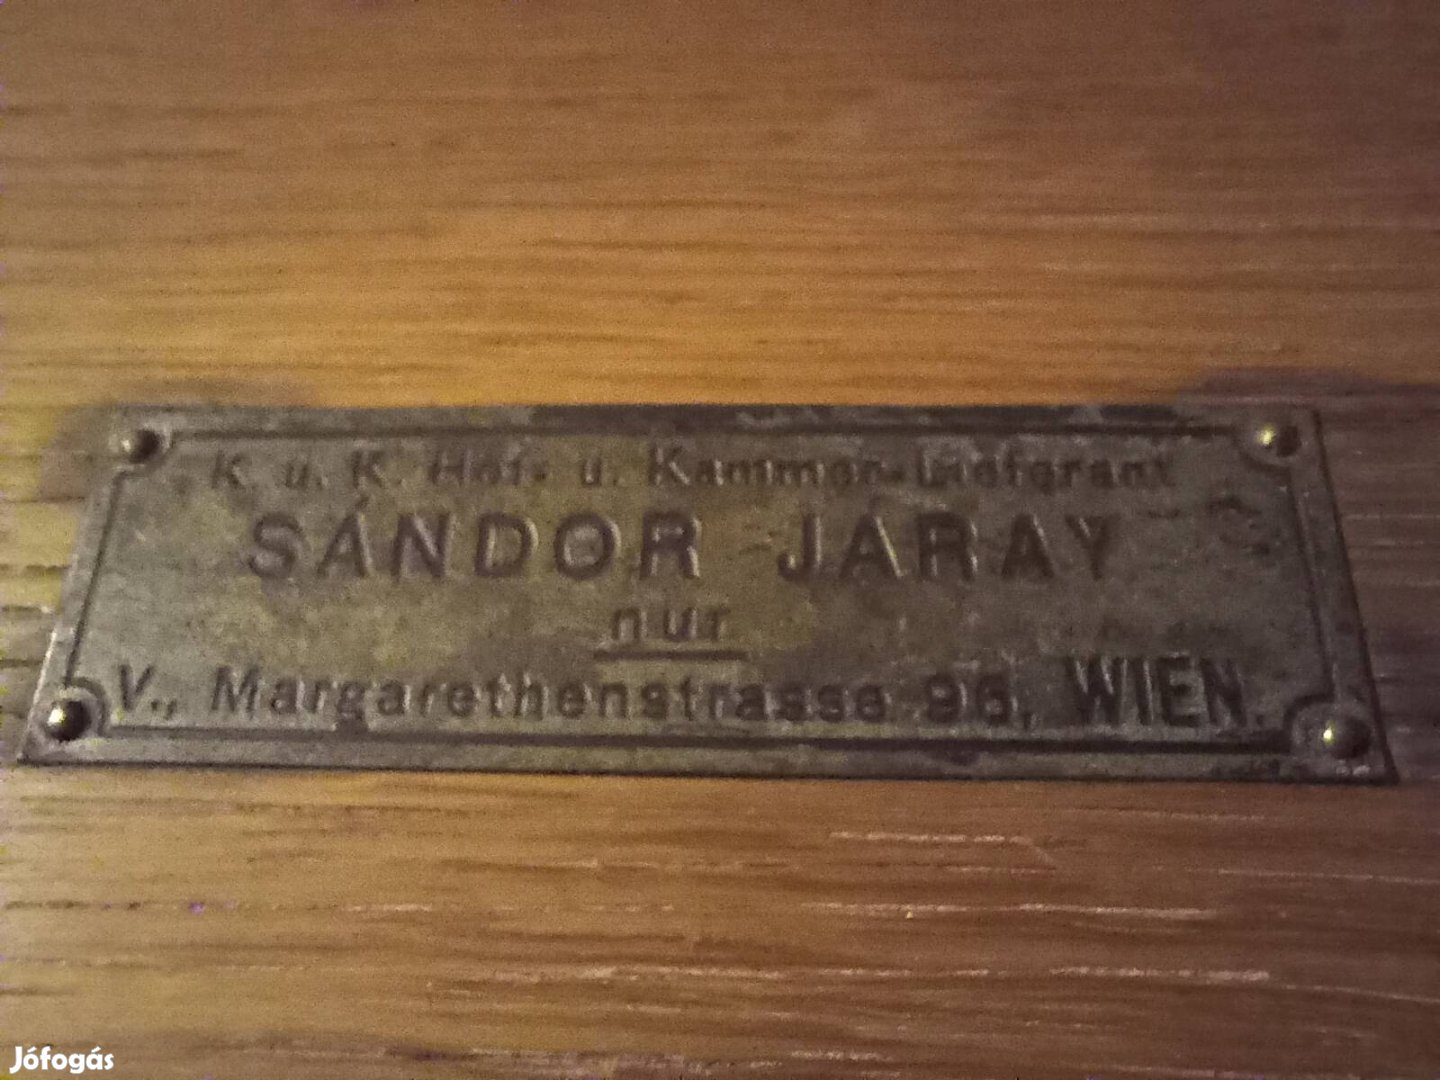 K. u. K. Hof- u. Kammer-Lieferant
SÁNDOR JÁRAY
nur
V., Margarethenstrasse 96, WIEN.
Jófogás